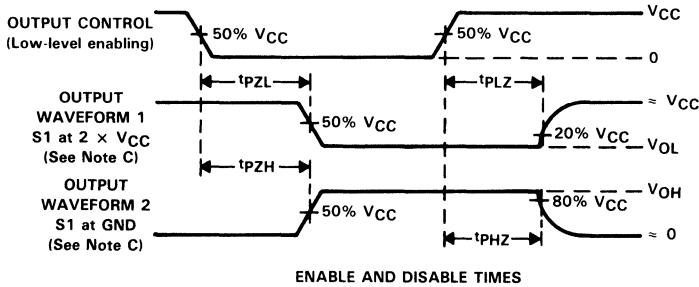 OUTPUT CONTROL
(Low-level enabling)
50% VCC
50% VCC
VCC
0
tPZL
tPLZ
OUTPUT
WAVEFORM 1
S1 at 2 × VCC
(See Note C)
50% VCC
≈ VCC
20% VCC
VOL
tPZH
OUTPUT
WAVEFORM 2
S1 at GND
(See Note C)
50% VCC
VOH
80% VCC
≈ 0
tPHZ
ENABLE AND DISABLE TIMES